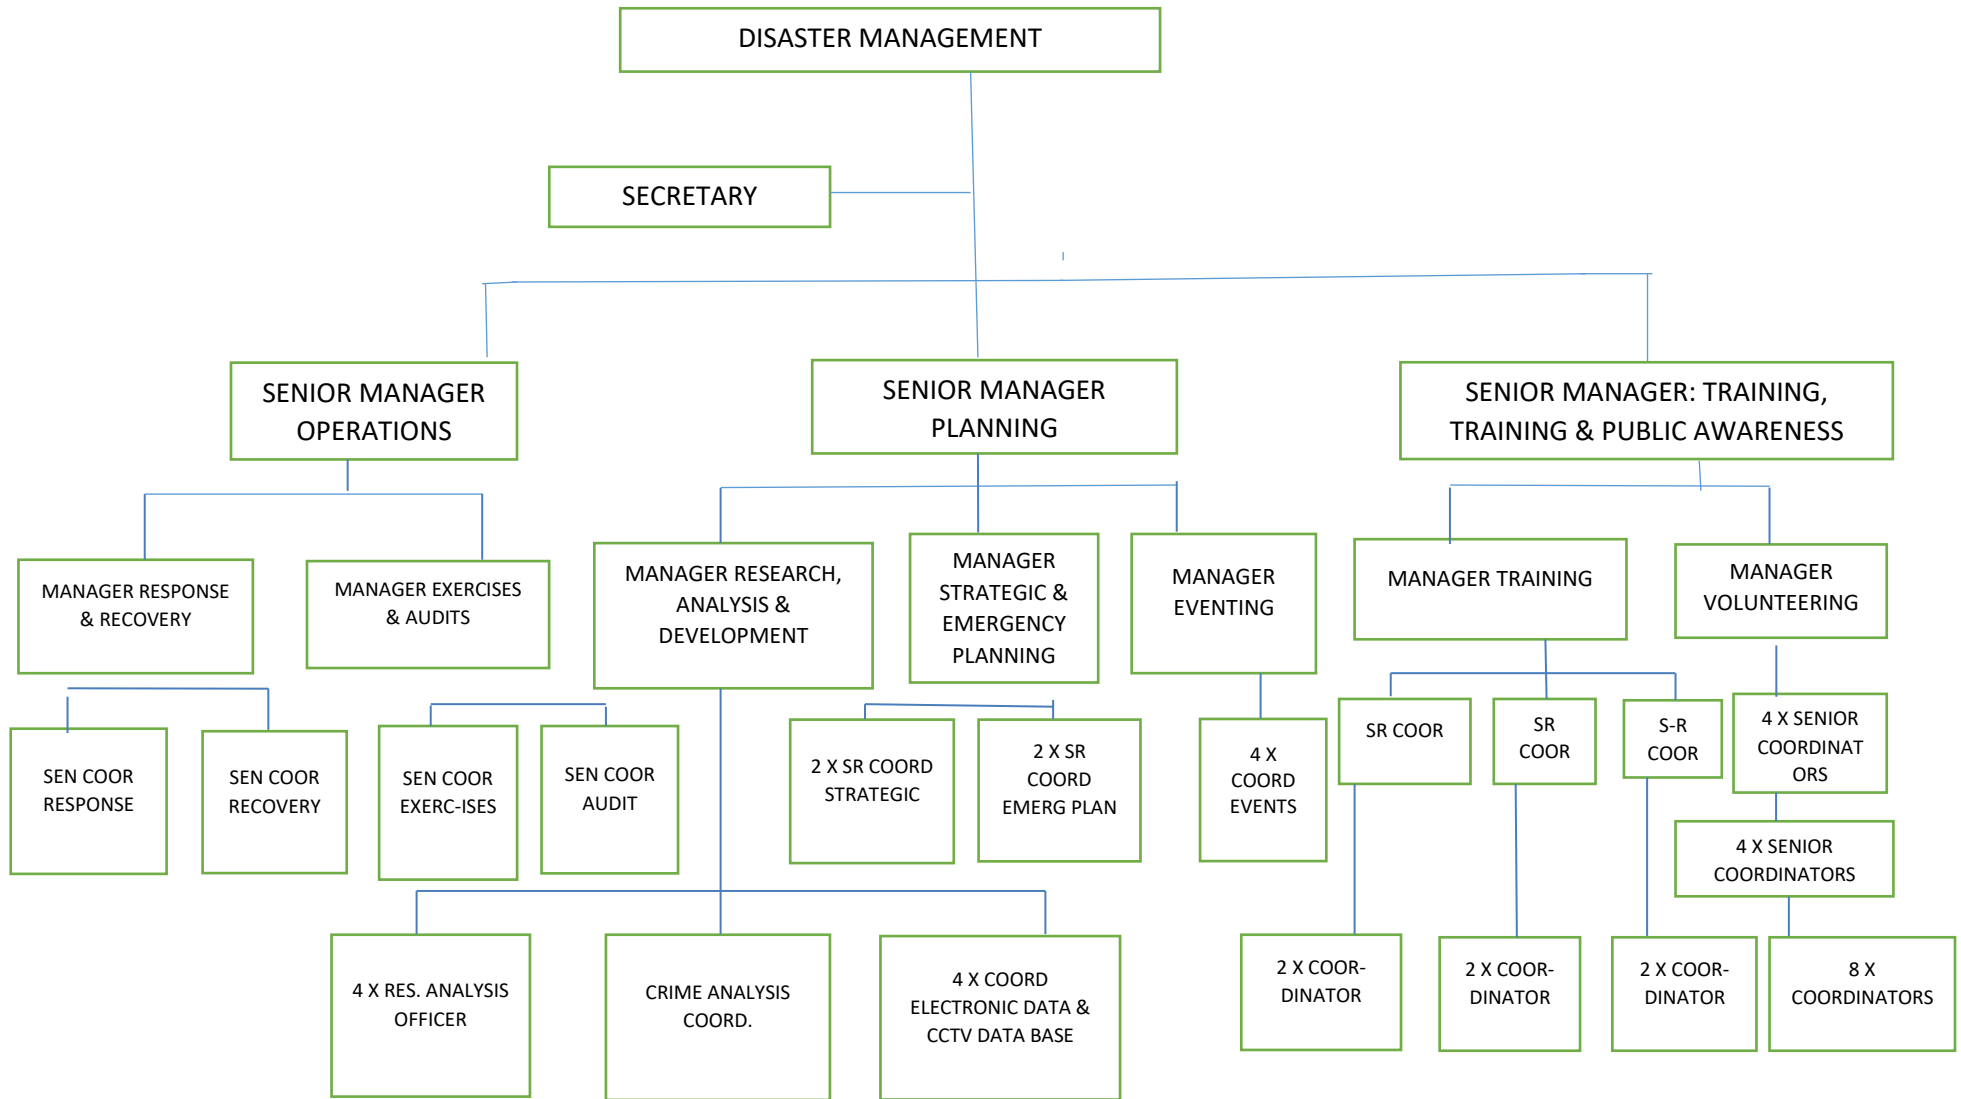 DISASTER MANAGEMENT
SECRETARY
SENIOR MANAGER
OPERATIONS
SENIOR MANAGER
PLANNING
SENIOR MANAGER: TRAINING,
TRAINING & PUBLIC AWARENESS
MANAGER RESPONSE
& RECOVERY
MANAGER EXERCISES
& AUDITS
MANAGER RESEARCH,
ANALYSIS &
DEVELOPMENT
MANAGER
STRATEGIC &
EMERGENCY
PLANNING
MANAGER
EVENTING
MANAGER TRAINING
MANAGER
VOLUNTEERING
SEN COOR
RESPONSE
SEN COOR
RECOVERY
SEN COOR
EXERC-ISES
SEN COOR
AUDIT
2 X SR COORD
STRATEGIC
2 X SR
COORD
EMERG PLAN
4 X
COORD
EVENTS
SR COOR
SR
COOR
S-R
COOR
4 X SENIOR
COORDINAT
ORS
4 X SENIOR
COORDINATORS
4 X RES. ANALYSIS
OFFICER
CRIME ANALYSIS
COORD.
4 X COORD
ELECTRONIC DATA &
CCTV DATA BASE
2 X COOR-
DINATOR
2 X COOR-
DINATOR
2 X COOR-
DINATOR
8 X
COORDINATORS